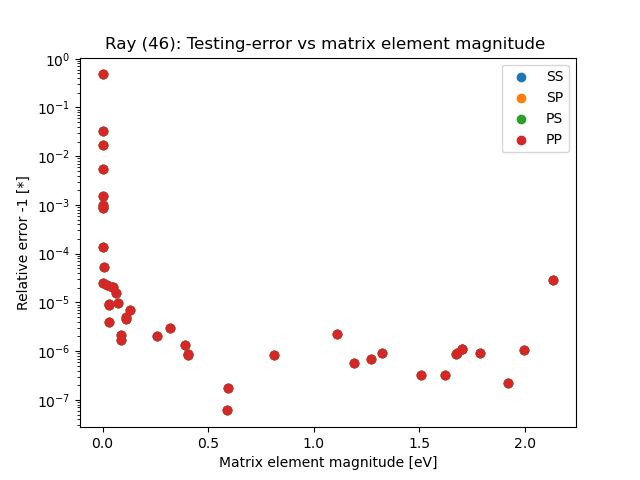 Ray (46): Testing-error vs matrix element magnitude
10⁰
10⁻¹
10⁻²
10⁻³
10⁻⁴
10⁻⁵
10⁻⁶
10⁻⁷
Relative error -1 [*]
SS
SP
PS
PP
0.0 0.5 1.0 1.5 2.0
Matrix element magnitude [eV]